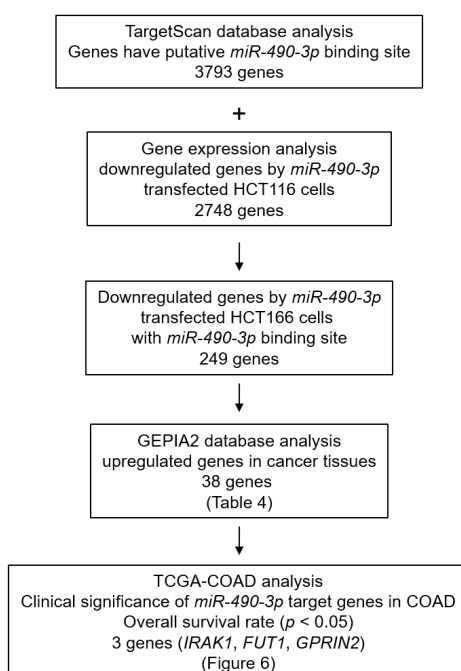 TargetScan database analysis
Genes have putative miR-490-3p binding site
3793 genes
+
Gene expression analysis
downregulated genes by miR-490-3p
transfected HCT116 cells
2748 genes
Downregulated genes by miR-490-3p
transfected HCT166 cells
with miR-490-3p binding site
249 genes
GEPIA2 database analysis
upregulated genes in cancer tissues
38 genes
(Table 4)
TCGA-COAD analysis
Clinical significance of miR-490-3p target genes in COAD
Overall survival rate (p < 0.05)
3 genes (IRAK1, FUT1, GPRIN2)
(Figure 6)